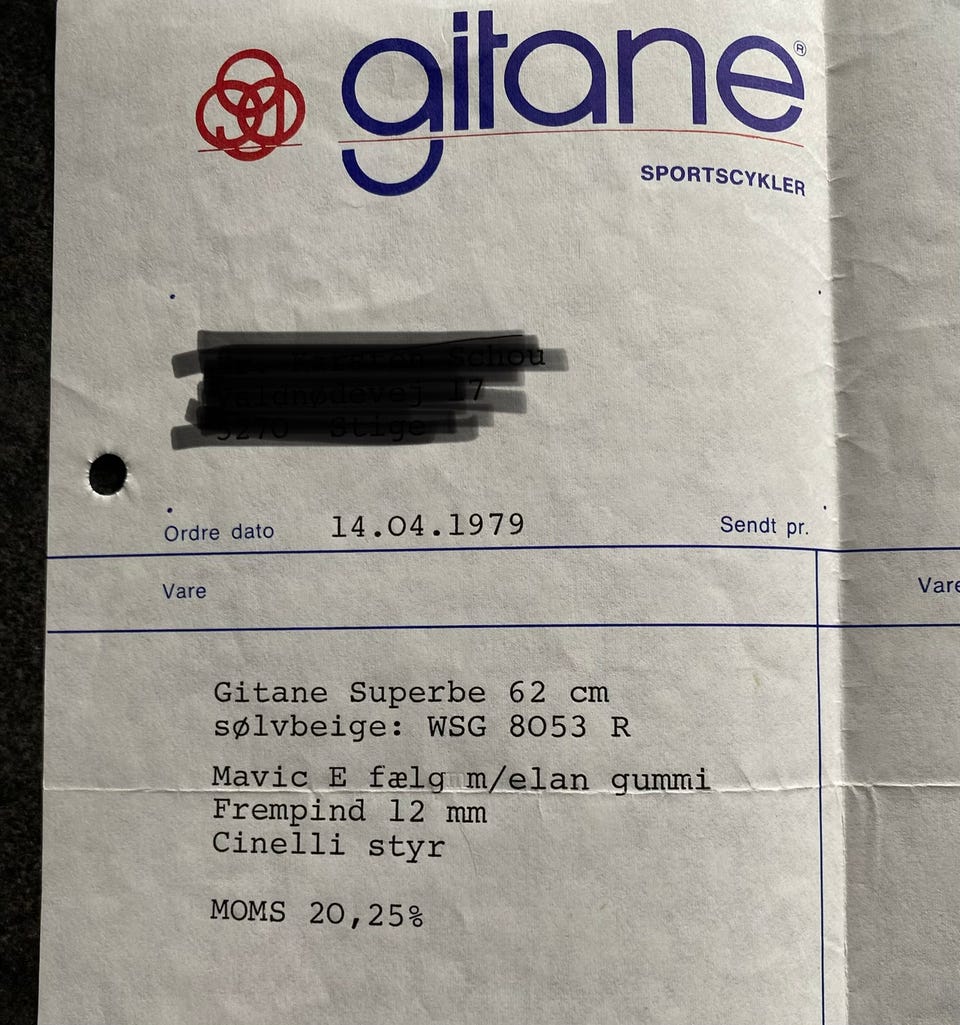 gitane®
SPORTSCYKLER
Ordre dato 14.04.1979 Sendt pr.
Vare Vare
Gitane Superbe 62 cm
sølvbeige: WSG 8053 R
Mavic E fælg m/elan gummi
Frempind 12 mm
Cinelli styr
MOMS 20,25%